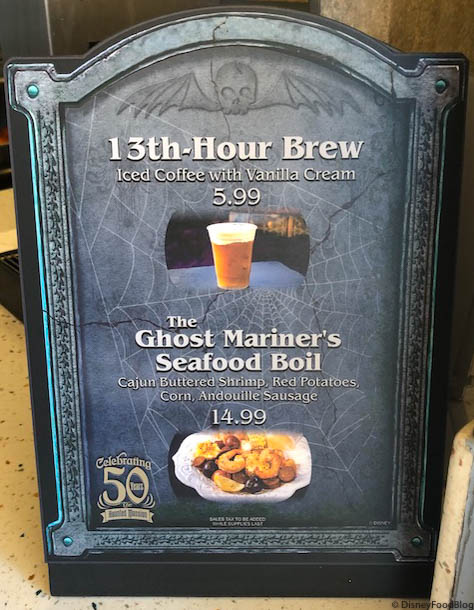 13th-Hour Brew
Iced Coffee with Vanilla Cream
5.99
The
Ghost Mariner's
Seafood Boil
Cajun Buttered Shrimp, Red Potatoes,
Corn, Andouille Sausage
14.99
Celebrating
50
Years
Haunted Mansion
SALES TAX TO BE ADDED
WHILE SUPPLIES LAST
© DISNEY
© DisneyFoodBlog